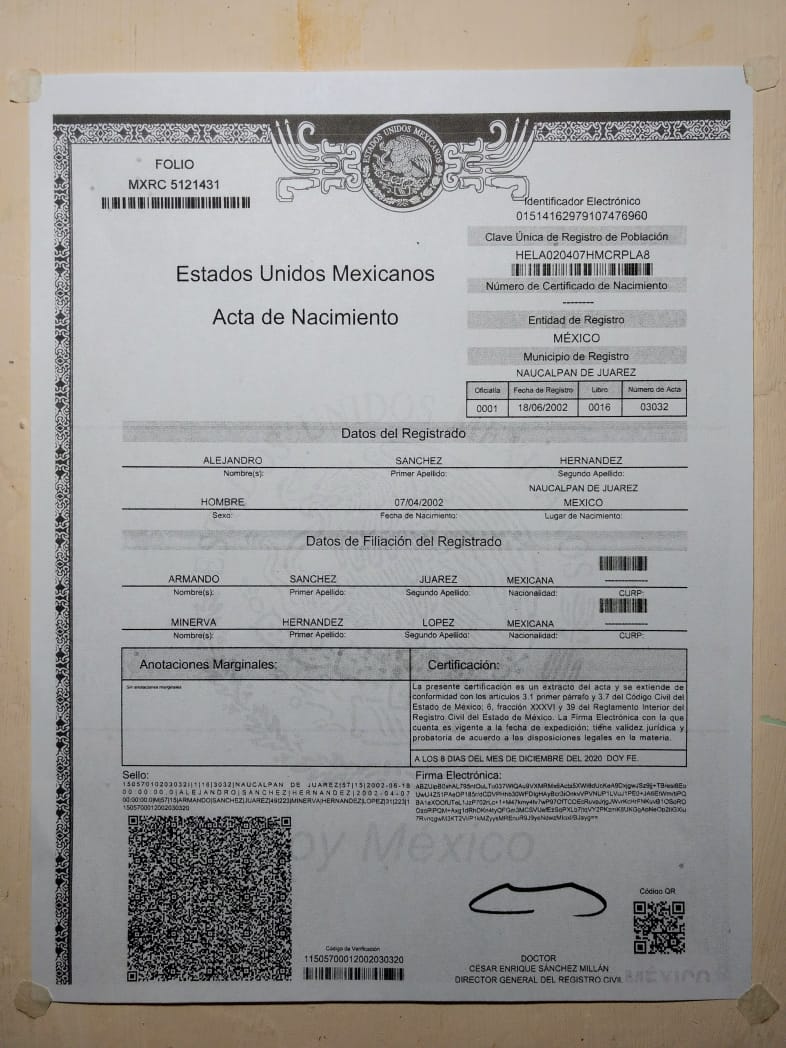 ESTADOS UNIDOS MEXICANOS
FOLIO
MXRC 5121431
Identificador Electrónico
01514162979107476960
Clave Única de Registro de Población
HELA020407HMCRPLA8
Número de Certificado de Nacimiento
--------
Estados Unidos Mexicanos
Acta de Nacimiento
Entidad de Registro
MÉXICO
Municipio de Registro
NAUCALPAN DE JUAREZ
Oficialía Fecha de Registro Libro Número de Acta
0001 18/06/2002 0016 03032
Datos del Registrado
ALEJANDRO SANCHEZ HERNANDEZ
Nombre(s): Primer Apellido: Segundo Apellido:
NAUCALPAN DE JUAREZ
HOMBRE 07/04/2002 MEXICO
Sexo: Fecha de Nacimiento: Lugar de Nacimiento:
Datos de Filiación del Registrado
ARMANDO SANCHEZ JUAREZ MEXICANA ------------
Nombre(s): Primer Apellido: Segundo Apellido: Nacionalidad: CURP:
MINERVA HERNANDEZ LOPEZ MEXICANA ------------
Nombre(s): Primer Apellido: Segundo Apellido: Nacionalidad: CURP:
Anotaciones Marginales:
Sin anotaciones marginales
Certificación:
La presente certificación es un extracto del acta y se extiende de
conformidad con los artículos 3.1 primer párrafo y 3.7 del Código Civil del
Estado de México; 6, fracción XXXVI y 39 del Reglamento Interior del
Registro Civil del Estado de México. La Firma Electrónica con la que
cuenta es vigente a la fecha de expedición; tiene validez jurídica y
probatoria de acuerdo a las disposiciones legales en la materia.
A LOS 8 DIAS DEL MES DE DICIEMBRE DEL 2020 DOY FE.
Sello:
Firma Electrónica:
Soy México
Código de Verificación
11505700012002030320
Código QR
DOCTOR
CÉSAR ENRIQUE SÁNCHEZ MILLÁN
DIRECTOR GENERAL DEL REGISTRO CIVIL
MÉXICO